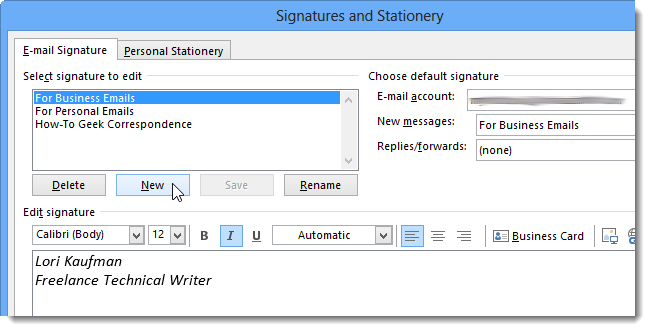 Signatures and Stationery
E-mail Signature
Personal Stationery
Select signature to edit
For Business Emails
For Personal Emails
How-To Geek Correspondence
Delete
New
Save
Rename
Choose default signature
E-mail account:
New messages:
For Business Emails
Replies/forwards:
(none)
Edit signature
Calibri (Body)
12
B
I
U
Automatic
Business Card
Lori Kaufman
Freelance Technical Writer